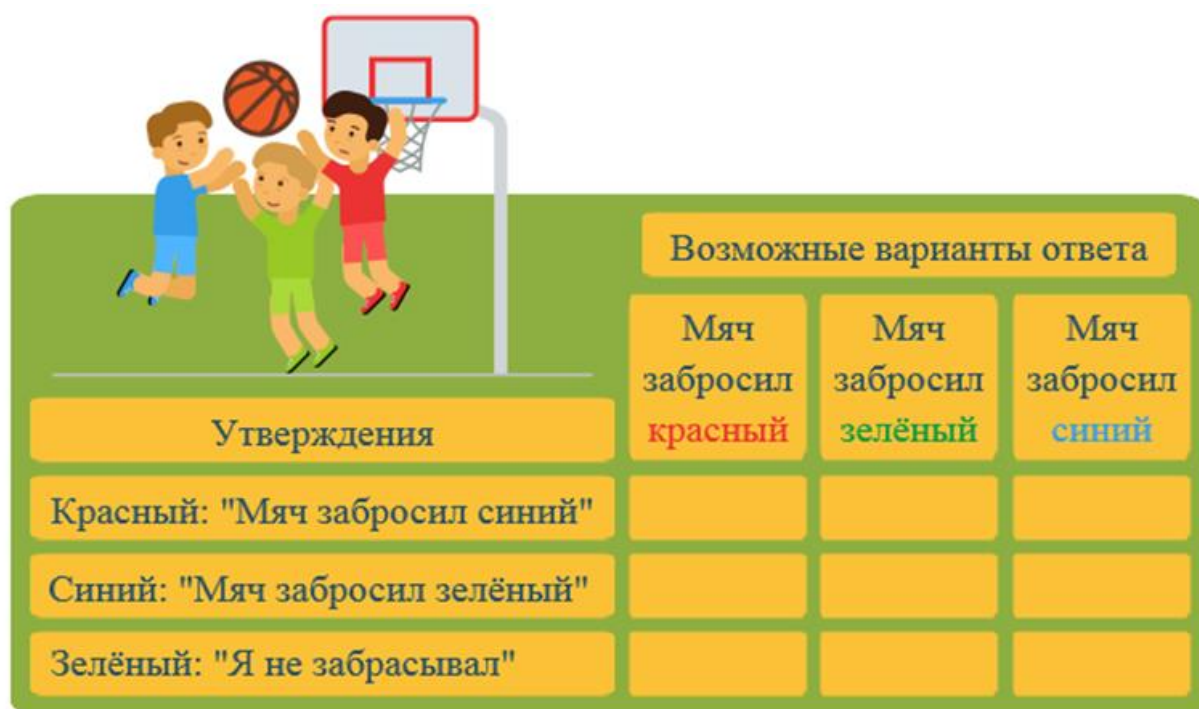 Возможные варианты ответа
Мяч
забросил
красный
Мяч
забросил
зелёный
Мяч
забросил
синий
Утверждения
Красный: "Мяч забросил синий"
Синий: "Мяч забросил зелёный"
Зелёный: "Я не забрасывал"